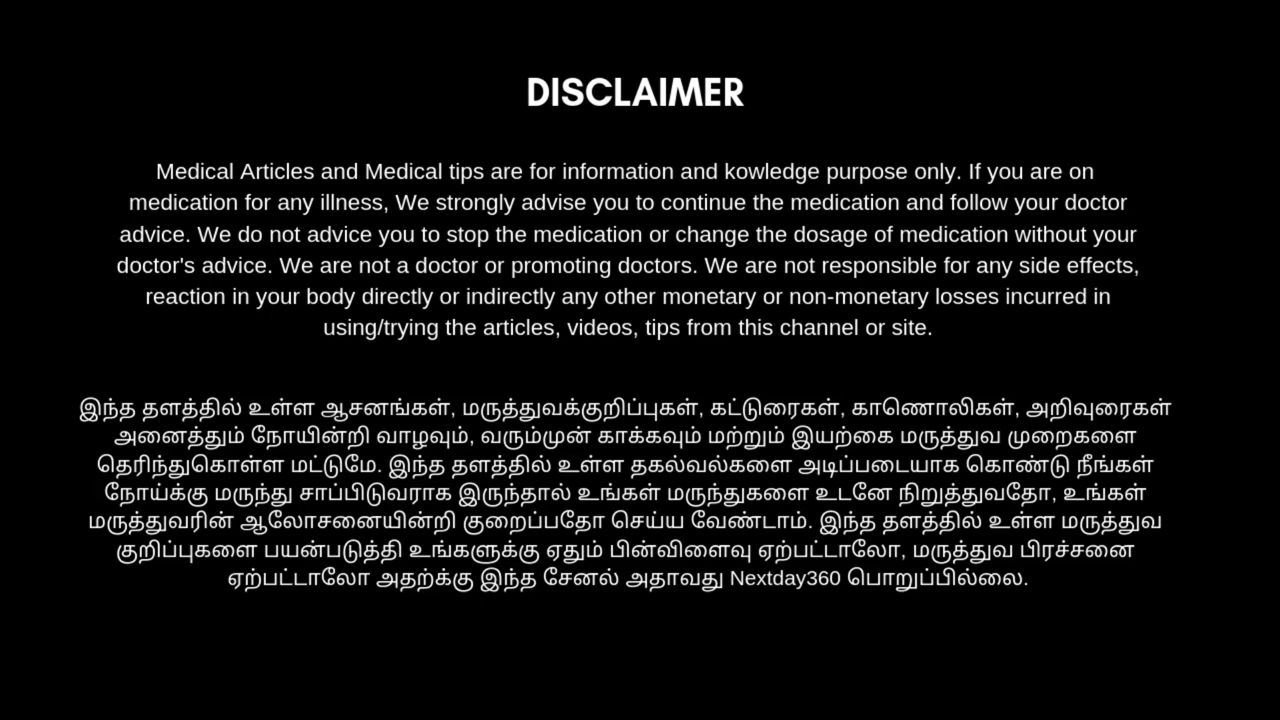 DISCLAIMER
Medical Articles and Medical tips are for information and kowledge purpose only. If you are on
medication for any illness, We strongly advise you to continue the medication and follow your doctor
advice. We do not advice you to stop the medication or change the dosage of medication without your
doctor's advice. We are not a doctor or promoting doctors. We are not responsible for any side effects,
reaction in your body directly or indirectly any other monetary or non-monetary losses incurred in
using/trying the articles, videos, tips from this channel or site.
இந்த தளத்தில் உள்ள ஆசனங்கள், மருத்துவக்குறிப்புகள், கட்டுரைகள், காணொலிகள், அறிவுரைகள்
அனைத்தும் நோயின்றி வாழவும், வரும்முன் காக்கவும் மற்றும் இயற்கை மருத்துவ முறைகளை
தெரிந்துகொள்ள மட்டுமே. இந்த தளத்தில் உள்ள தகல்வல்களை அடிப்படையாக கொண்டு நீங்கள்
நோய்க்கு மருந்து சாப்பிடுவராக இருந்தால் உங்கள் மருந்துகளை உடனே நிறுத்துவதோ, உங்கள்
மருத்துவரின் ஆலோசனையின்றி குறைப்பதோ செய்ய வேண்டாம். இந்த தளத்தில் உள்ள மருத்துவ
குறிப்புகளை பயன்படுத்தி உங்களுக்கு ஏதும் பின்விளைவு ஏற்பட்டாலோ, மருத்துவ பிரச்சனை
ஏற்பட்டாலோ அதற்க்கு இந்த சேனல் அதாவது Nextday360 பொறுப்பில்லை.